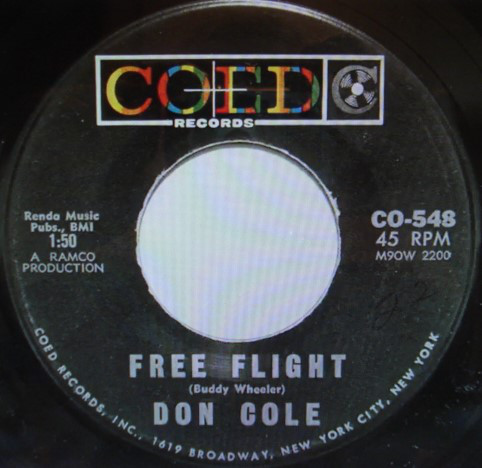 COED C
RECORDS
Renda Music
Pubs., BMI
1:50
A RAMCO
PRODUCTION
CO-548
45 RPM
M9OW 2200
FREE FLIGHT
(Buddy Wheeler)
DON COLE
COED RECORDS, INC., 1619 BROADWAY, NEW YORK CITY, NEW YORK